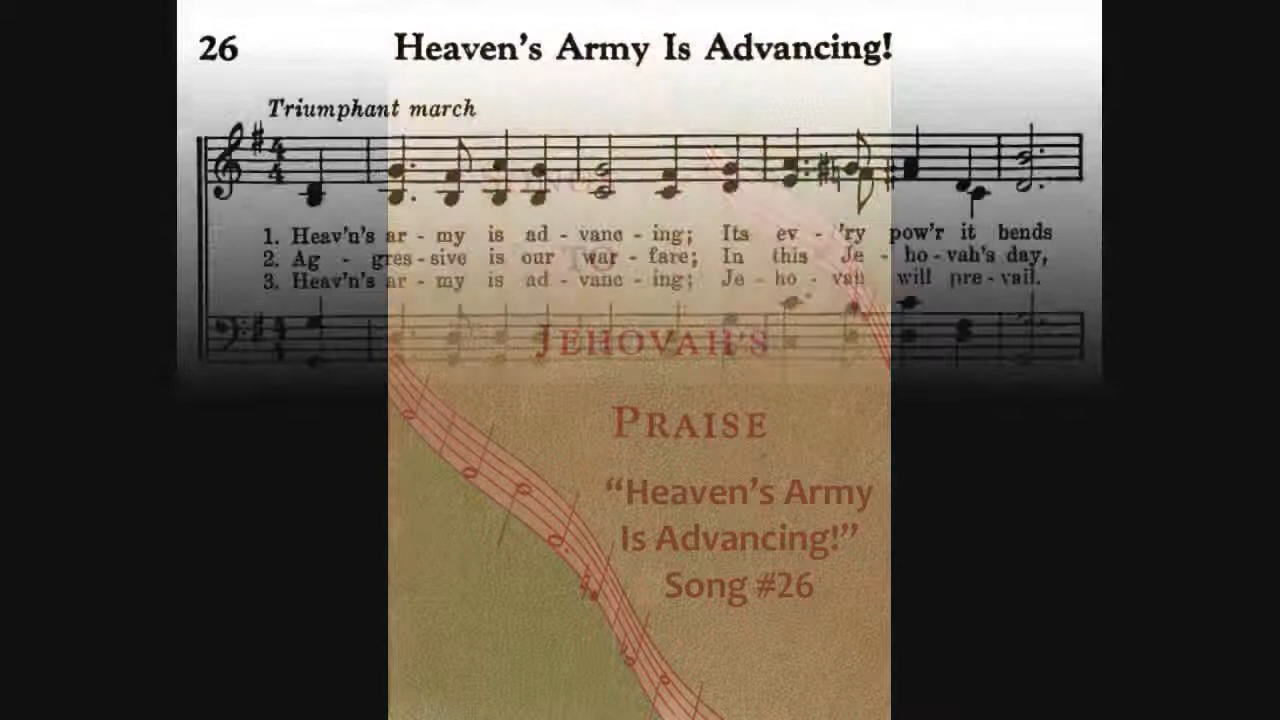 26 Heaven's Army Is Advancing!
Triumphant march
1. Heav'n's ar - my is ad - vanc - ing; Its ev - 'ry pow'r it bends
2. Ag - gres - sive is our war - fare; In this Je - ho - vah's day,
3. Heav'n's ar - my is ad - vanc - ing; Je - ho - vah will pre - vail.
SONGS
TO
JEHOVAH'S
PRAISE
“Heaven's Army
Is Advancing!”
Song #26